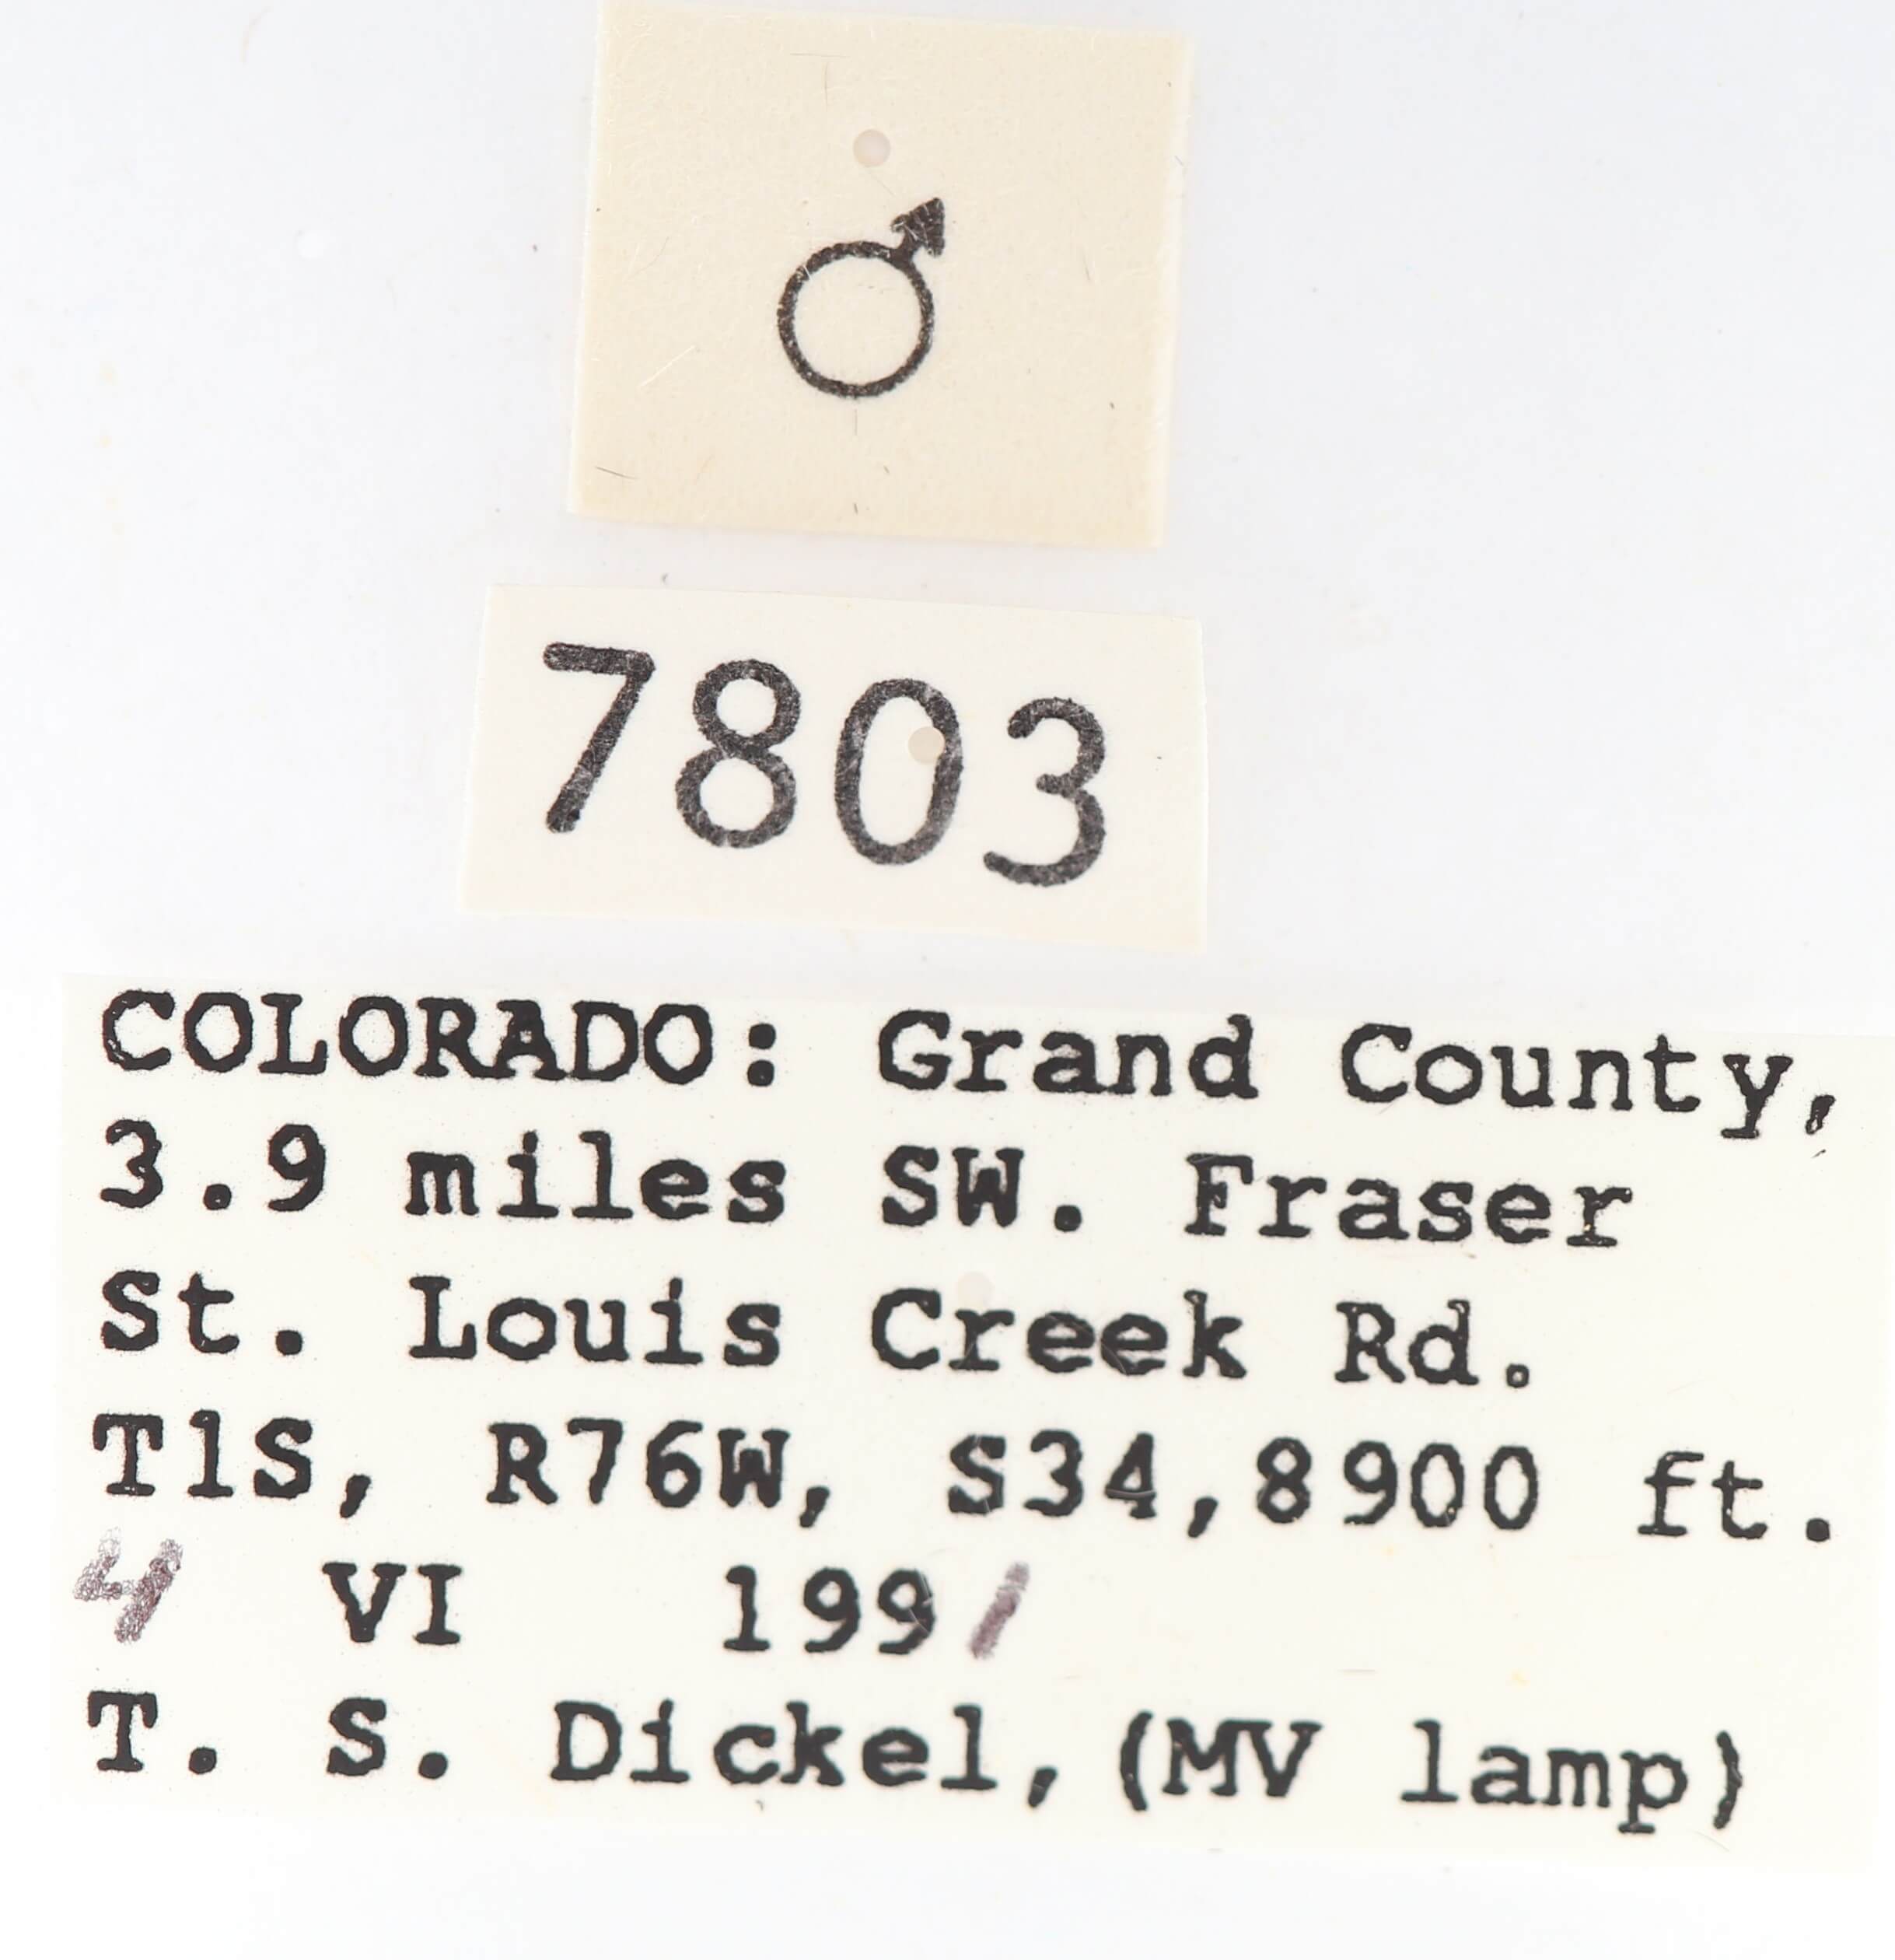 ♂
7803
COLORADO: Grand County,
3.9 miles SW. Fraser
St. Louis Creek Rd.
T1S, R76W, S34,8900 ft.
4 VI 1991
T. S. Dickel,(MV lamp)